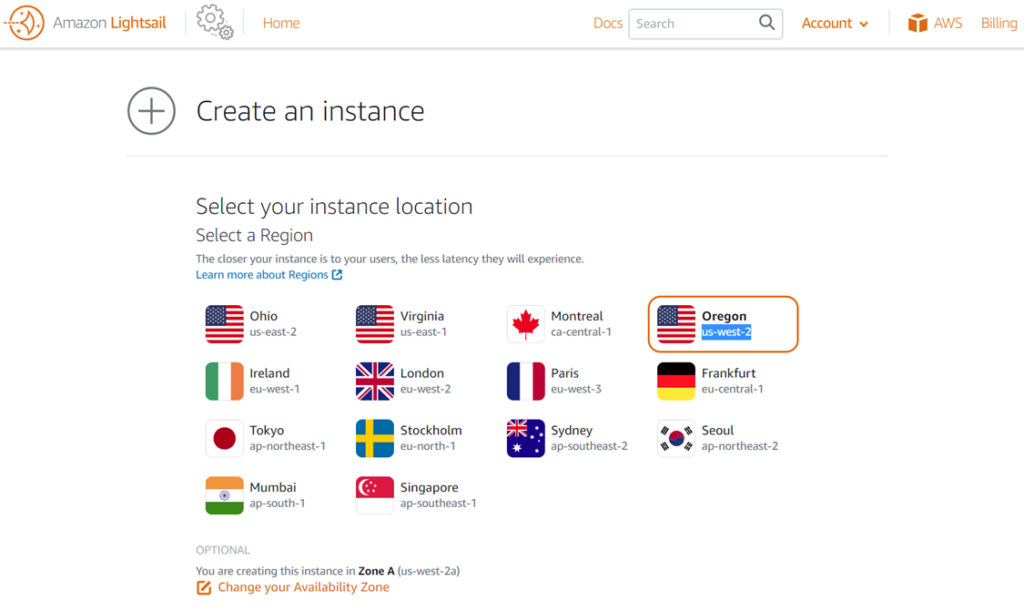 Amazon Lightsail Home Docs Search Account AWS Billing
Create an instance
Select your instance location
Select a Region
The closer your instance is to your users, the less latency they will experience.
Learn more about Regions
Ohio
us-east-2
Virginia
us-east-1
Montreal
ca-central-1
Oregon
us-west-2
Ireland
eu-west-1
London
eu-west-2
Paris
eu-west-3
Frankfurt
eu-central-1
Tokyo
ap-northeast-1
Stockholm
eu-north-1
Sydney
ap-southeast-2
Seoul
ap-northeast-2
Mumbai
ap-south-1
Singapore
ap-southeast-1
OPTIONAL
You are creating this instance in Zone A (us-west-2a)
Change your Availability Zone